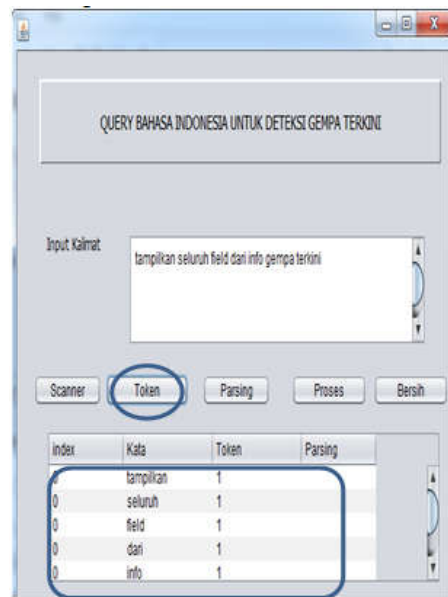 QUERY BAHASA INDONESIA UNTUK DETEKSI GEMPA TERKINI
Input Kalimat
tampilkan seluruh field dari info gempa terkini
Scanner Token Parsing Proses Bersih
index Kata Token Parsing
0 tampilkan 1
0 seluruh 1
0 field 1
0 dari 1
0 info 1